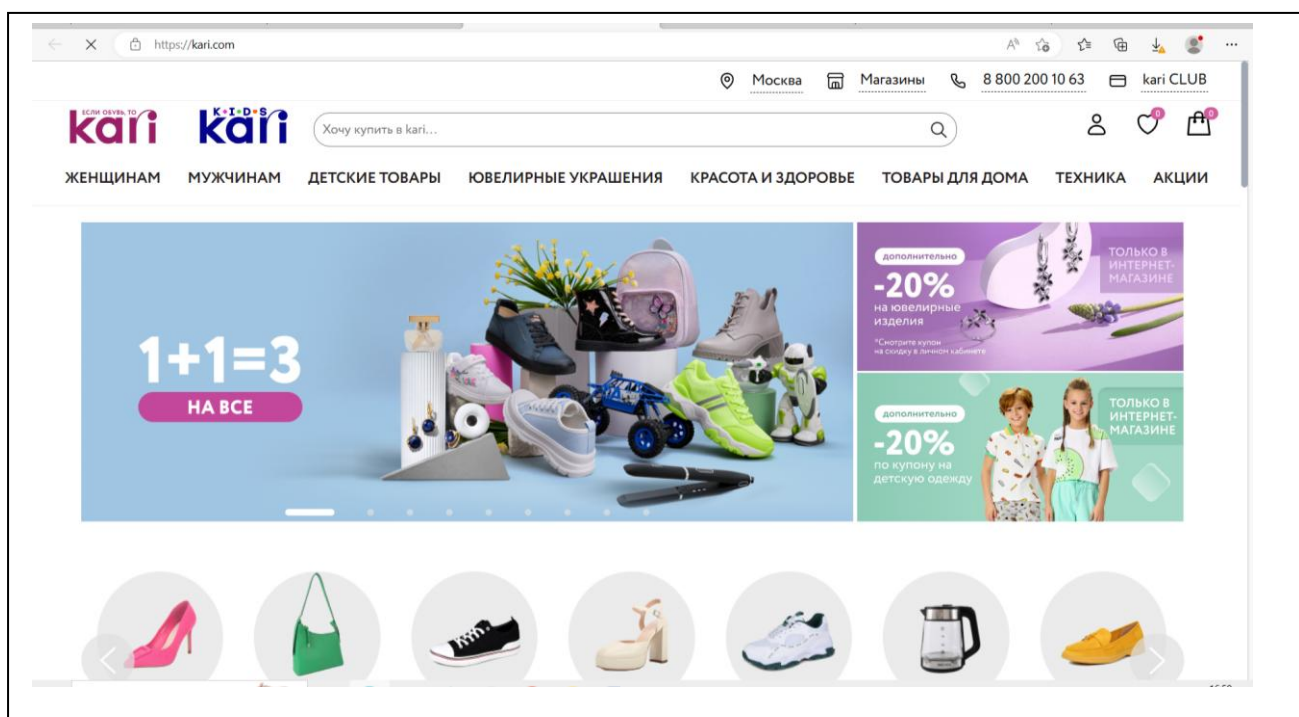 https://kari.com
Москва
Магазины
8 800 200 10 63
kari CLUB
ЕСЛИ ОБУВЬ, ТО
kari
KIDS
kari
Хочу купить в kari...
0
0
ЖЕНЩИНАМ
МУЖЧИНАМ
ДЕТСКИЕ ТОВАРЫ
ЮВЕЛИРНЫЕ УКРАШЕНИЯ
КРАСОТА И ЗДОРОВЬЕ
ТОВАРЫ ДЛЯ ДОМА
ТЕХНИКА
АКЦИИ
1+1=3
НА ВСЕ
дополнительно
-20%
на ювелирные
изделия
*Смотрите купон
на скидку в личном кабинете
ТОЛЬКО В
ИНТЕРНЕТ-
МАГАЗИНЕ
дополнительно
-20%
по купону на
детскую одежду
ТОЛЬКО В
ИНТЕРНЕТ-
МАГАЗИНЕ